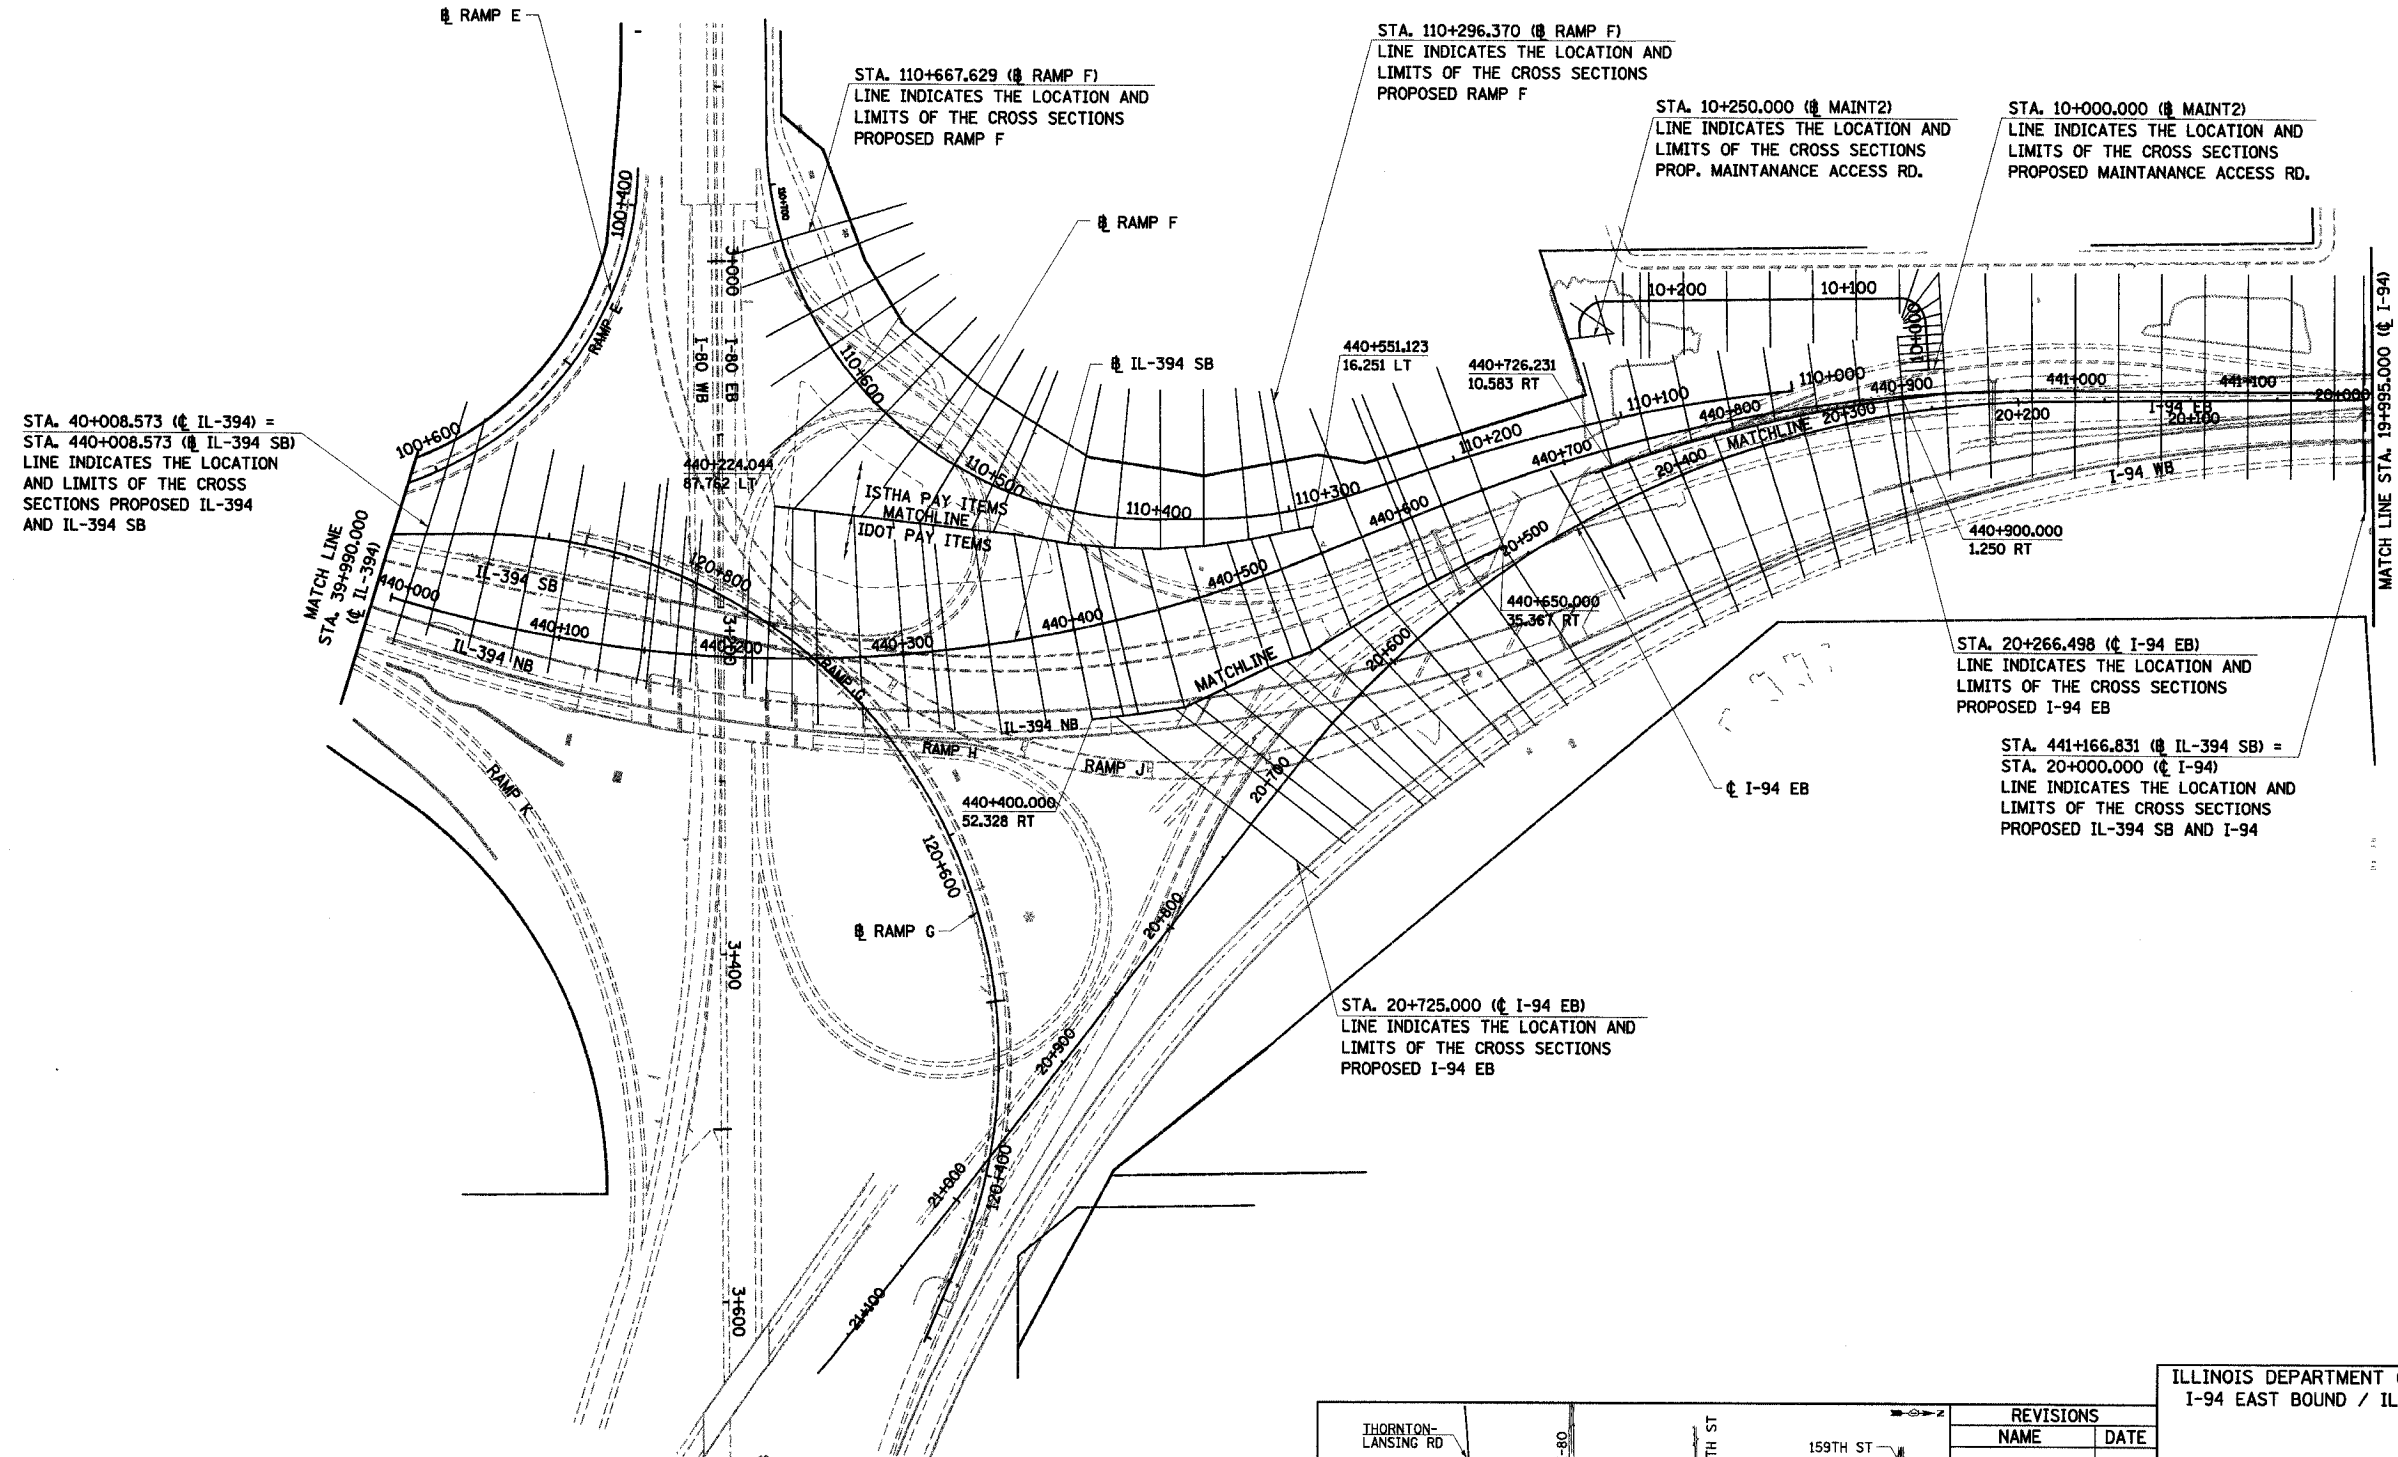 ℄ RAMP E
STA. 110+667.629 (℄ RAMP F)
LINE INDICATES THE LOCATION AND
LIMITS OF THE CROSS SECTIONS
PROPOSED RAMP F
STA. 110+296.370 (℄ RAMP F)
LINE INDICATES THE LOCATION AND
LIMITS OF THE CROSS SECTIONS
PROPOSED RAMP F
STA. 10+250.000 (℄ MAINT2)
LINE INDICATES THE LOCATION AND
LIMITS OF THE CROSS SECTIONS
PROP. MAINTANANCE ACCESS RD.
STA. 10+000.000 (℄ MAINT2)
LINE INDICATES THE LOCATION AND
LIMITS OF THE CROSS SECTIONS
PROPOSED MAINTANANCE ACCESS RD.
100+400
110+700
℄ RAMP F
3+000
RAMP E
I-80 WB
I-80 EB
110+600
℄ IL-394 SB
440+551.123
16.251 LT
440+726.231
10.583 RT
10+200
10+100
10+000
MATCH LINE STA. 19+995.000 (℄ I-94)
STA. 40+008.573 (℄ IL-394) =
STA. 440+008.573 (℄ IL-394 SB)
LINE INDICATES THE LOCATION
AND LIMITS OF THE CROSS
SECTIONS PROPOSED IL-394
AND IL-394 SB
100+600
440+224.044
87.762 LT
110+500
ISTHA PAY ITEMS
MATCHLINE
IDOT PAY ITEMS
110+400
110+300
110+200
110+100
110+000
440+600
440+700
440+800
440+900
441+000
441+100
20+000
I-94 EB
20+100
20+200
20+300
MATCHLINE
20+400
20+500
I-94 WB
440+900.000
1.250 RT
MATCH LINE
STA. 39+990.000
(℄ IL-394)
440+000
IL-394 SB
120+800
440+100
IL-394 NB
3+200
440+200
440+300
440+400
440+500
RAMP G
MATCHLINE
20+600
440+650.000
35.367 RT
IL-394 NB
RAMP H
RAMP J
RAMP K
20+700
440+400.000
52.328 RT
℄ I-94 EB
STA. 20+266.498 (℄ I-94 EB)
LINE INDICATES THE LOCATION AND
LIMITS OF THE CROSS SECTIONS
PROPOSED I-94 EB
STA. 441+166.831 (℄ IL-394 SB) =
STA. 20+000.000 (℄ I-94)
LINE INDICATES THE LOCATION AND
LIMITS OF THE CROSS SECTIONS
PROPOSED IL-394 SB AND I-94
120+600
℄ RAMP G
20+800
3+400
20+900
STA. 20+725.000 (℄ I-94 EB)
LINE INDICATES THE LOCATION AND
LIMITS OF THE CROSS SECTIONS
PROPOSED I-94 EB
21+000
120+400
21+100
3+600
THORNTON-
LANSING RD
-80
TH ST
159TH ST
N
REVISIONS
NAME
DATE
ILLINOIS DEPARTMENT
I-94 EAST BOUND / IL